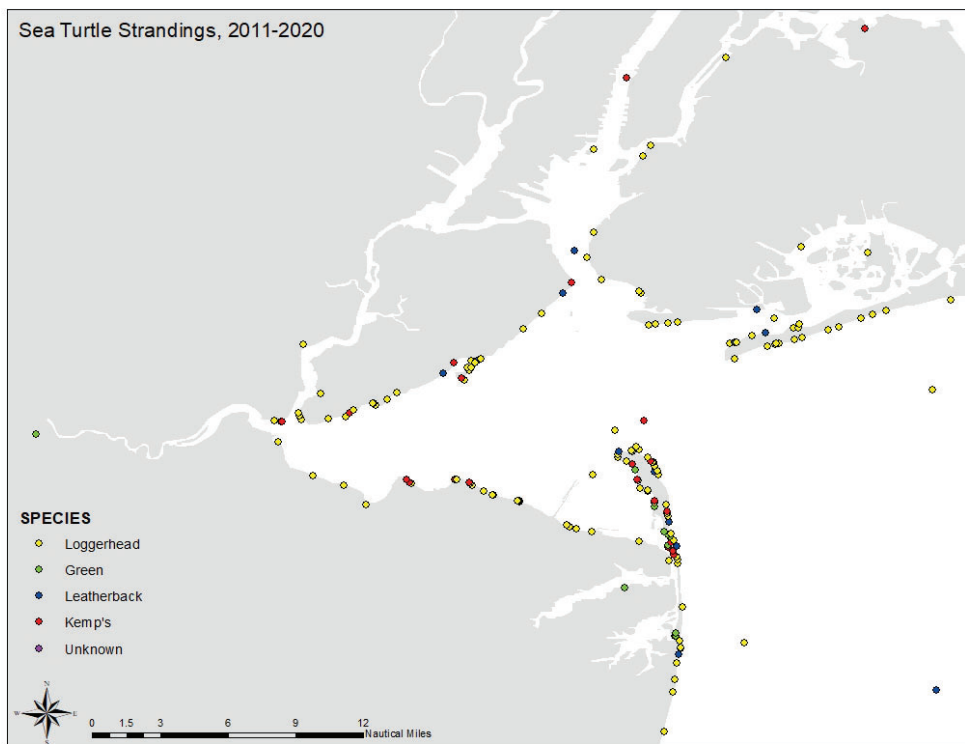 Sea Turtle Strandings, 2011-2020
SPECIES
Loggerhead
Green
Leatherback
Kemp's
Unknown
N
W E
S
0 1.5 3 6 9 12
Nautical Miles